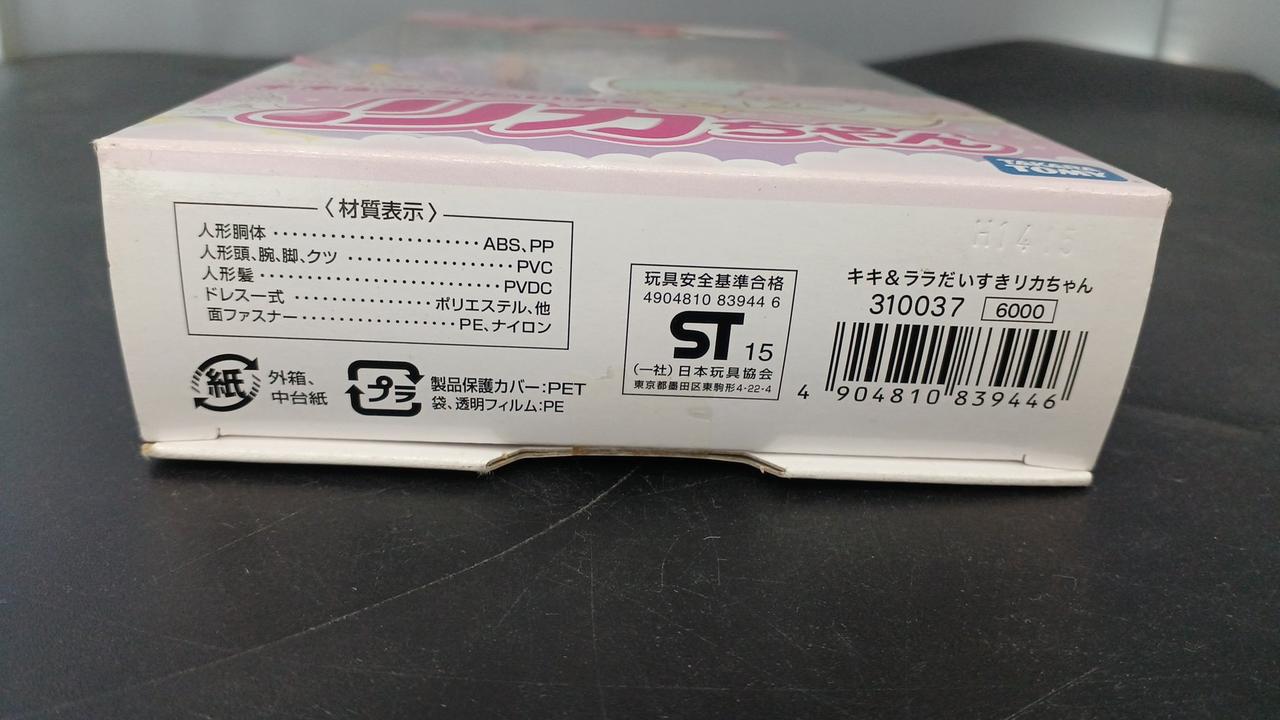 リカちゃん
TAKARA
TOMY
〈材質表示〉
人形胴体 ABS、PP
人形頭、腕、脚、クツ PVC
人形髪 PVDC
ドレス一式 ポリエステル、他
面ファスナー PE、ナイロン
紙
外箱、
中台紙
プラ
製品保護カバー:PET
袋、透明フィルム:PE
玩具安全基準合格
4904810 83944 6
ST 15
(一社)日本玩具協会
東京都墨田区東駒形4-22-4
キキ&ララだいすきリカちゃん
310037 6000
4 904810 839446